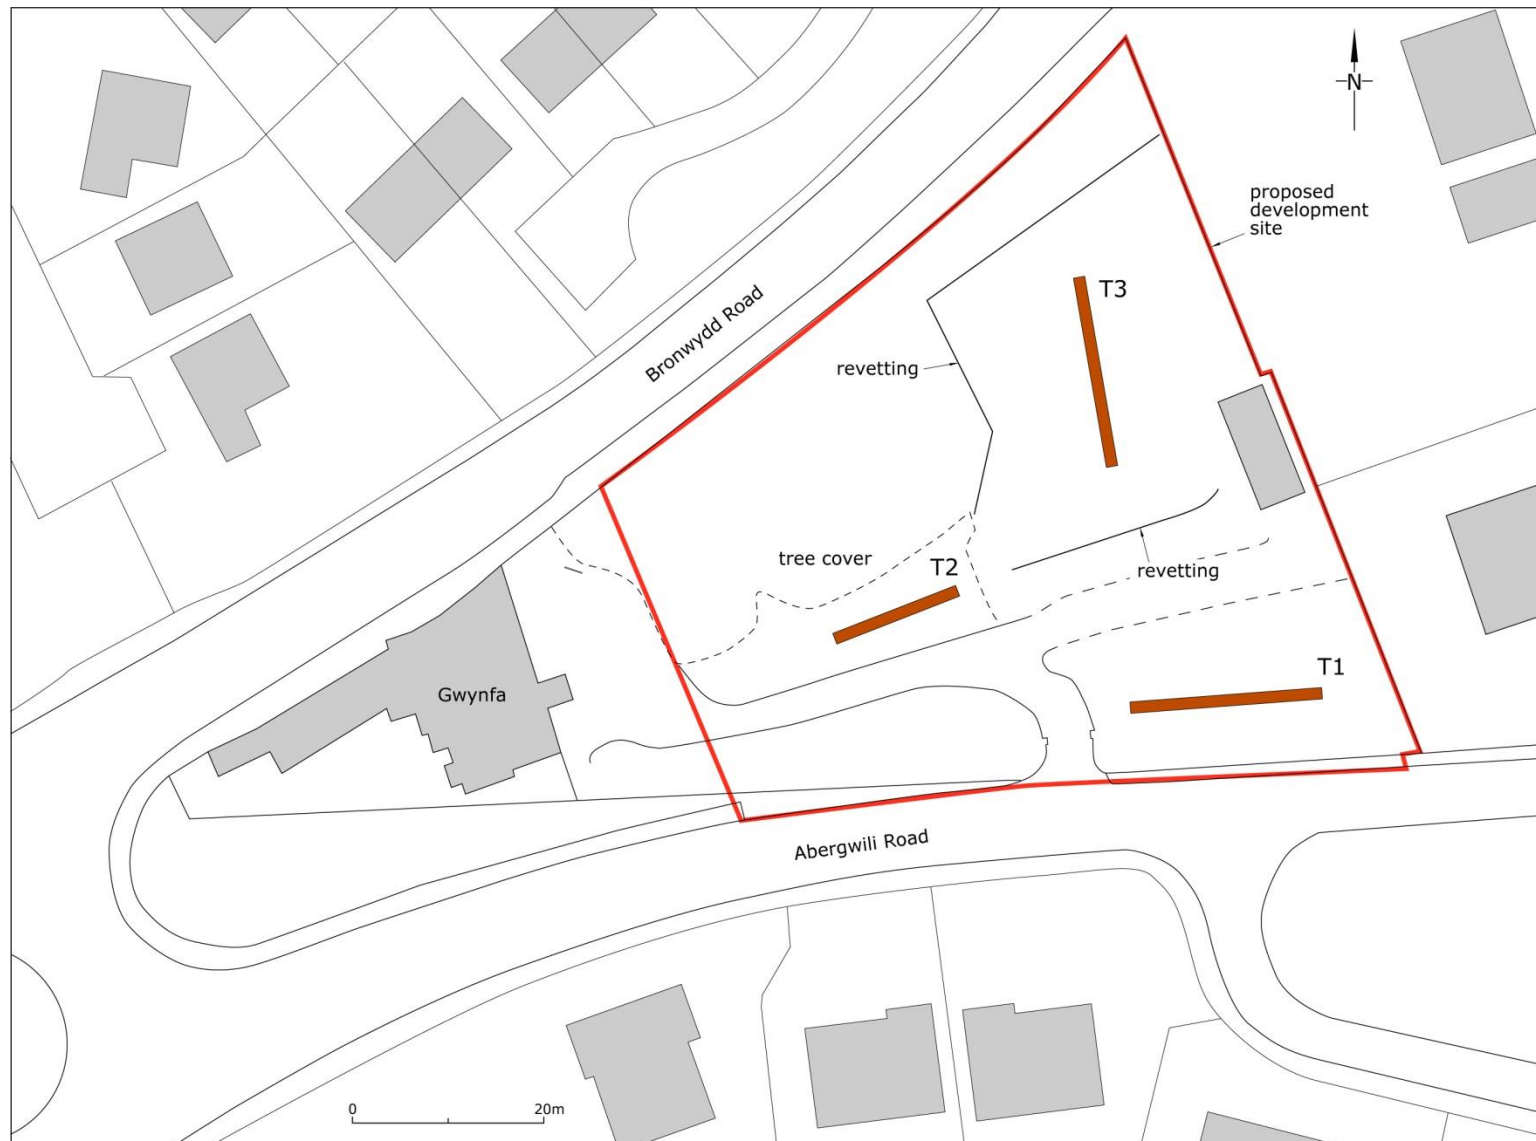 N
proposed
development
site
T3
Bronwydd Road
revetting
tree cover
T2
revetting
T1
Gwynfa
Abergwili Road
0 20m